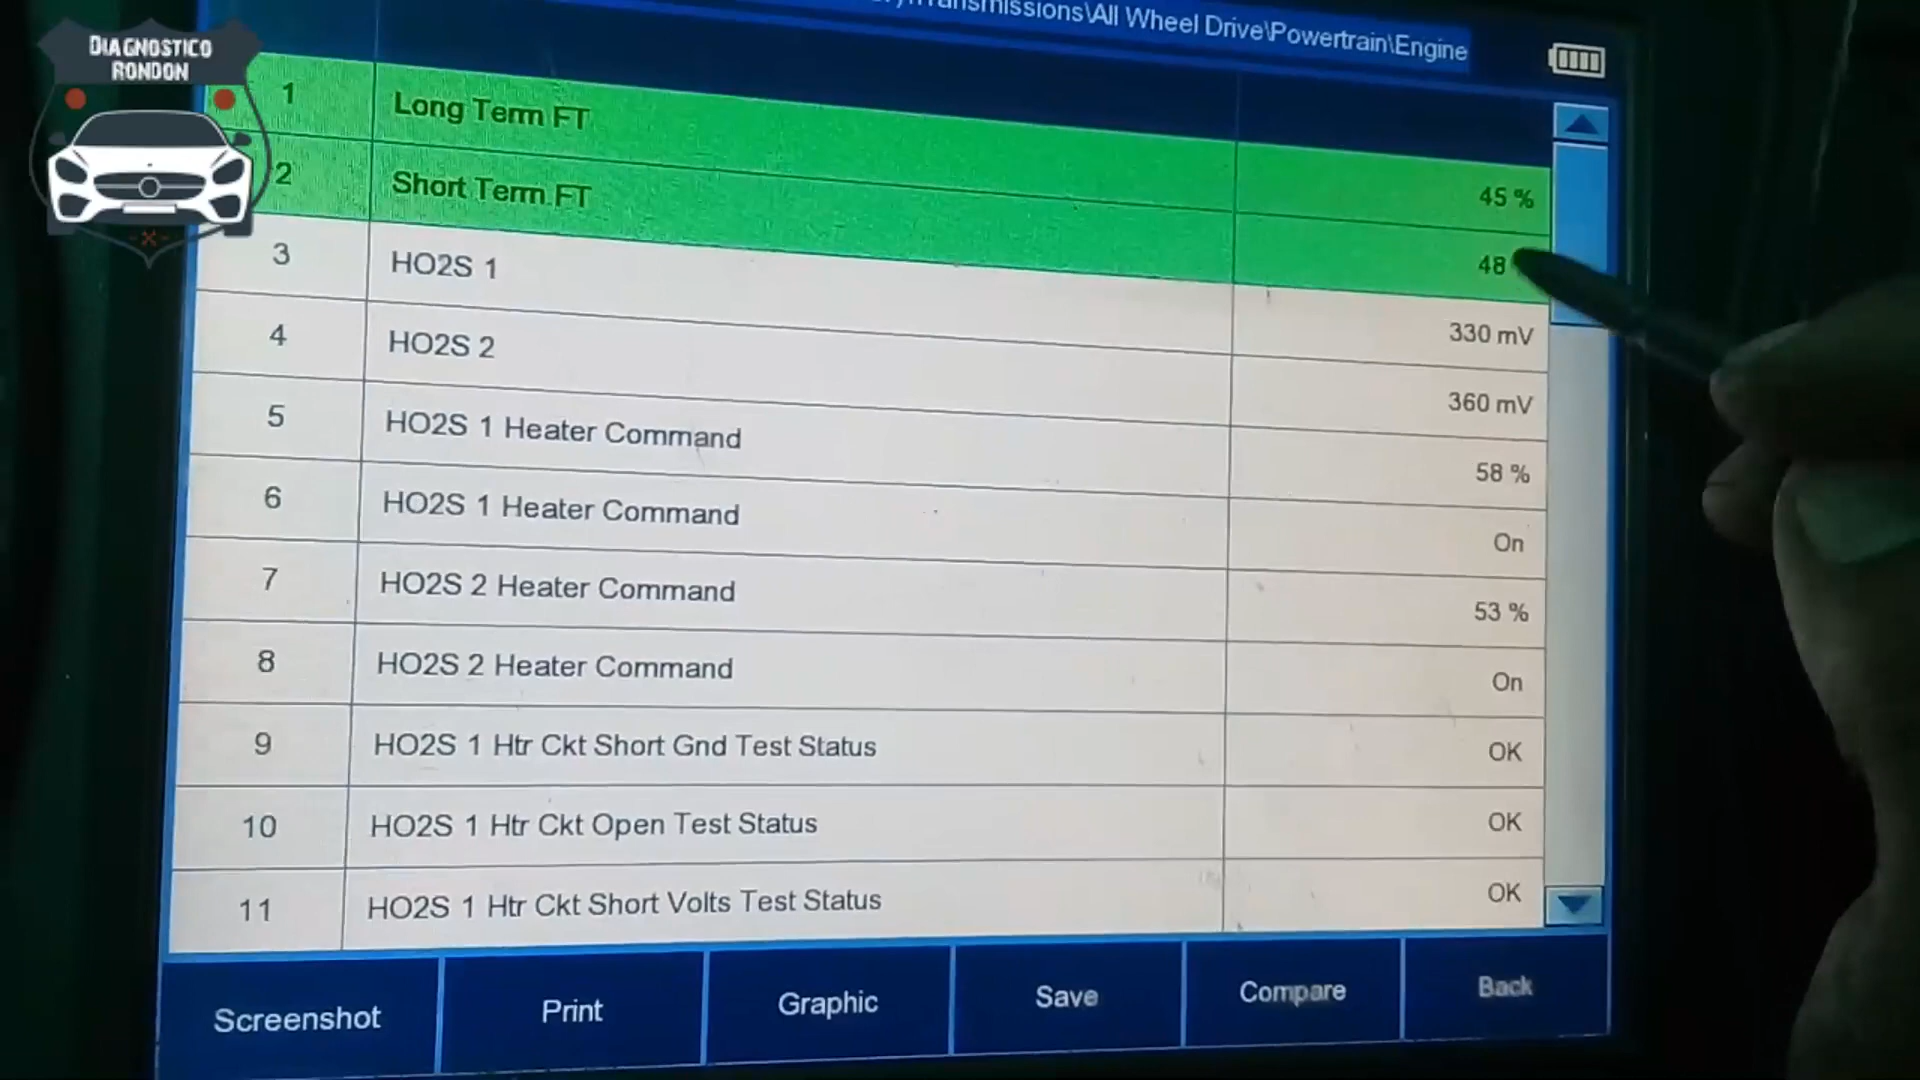 DIAGNOSTICO
RONDON
Transmissions\All Wheel Drive\Powertrain\Engine
1 Long Term FT 45 %
2 Short Term FT 48
3 HO2S 1 330 mV
4 HO2S 2 360 mV
5 HO2S 1 Heater Command 58 %
6 HO2S 1 Heater Command On
7 HO2S 2 Heater Command 53 %
8 HO2S 2 Heater Command On
9 HO2S 1 Htr Ckt Short Gnd Test Status OK
10 HO2S 1 Htr Ckt Open Test Status OK
11 HO2S 1 Htr Ckt Short Volts Test Status OK
Screenshot Print Graphic Save Compare Back